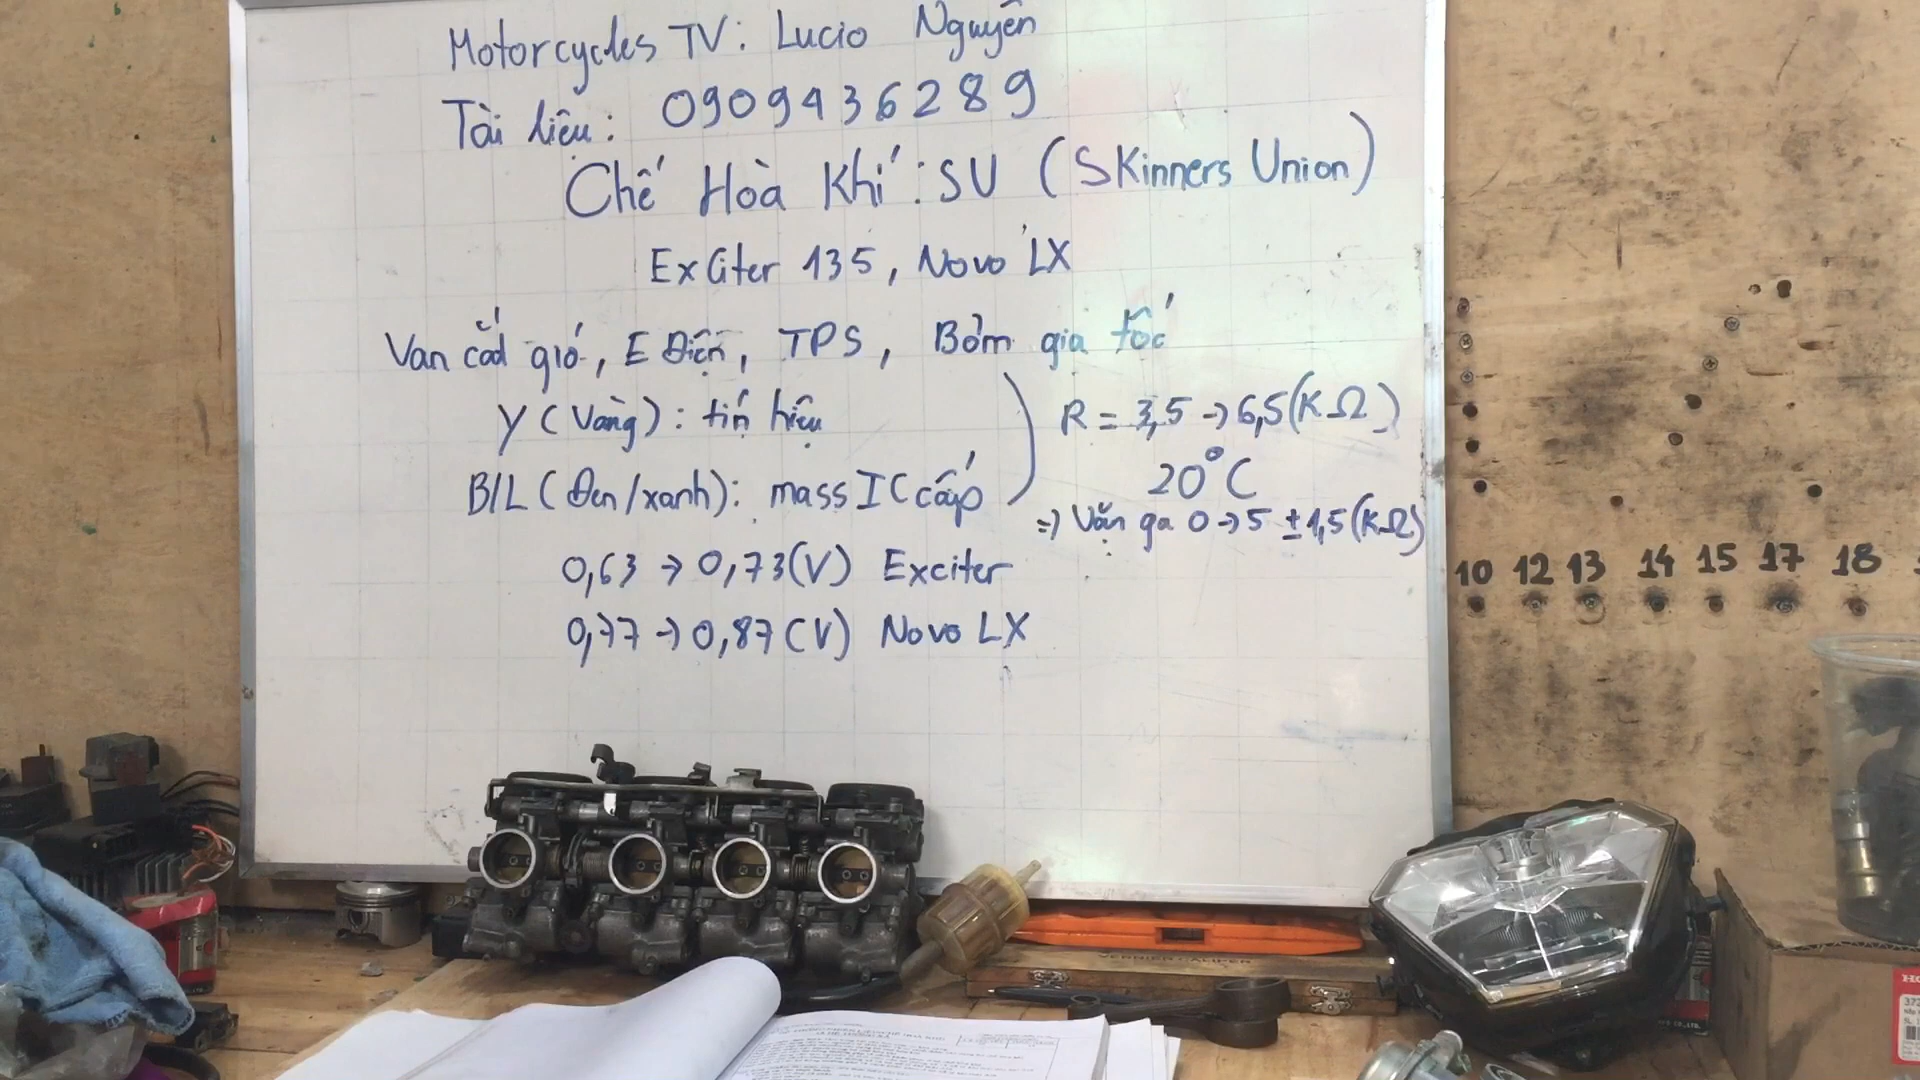 Motorcycles TV: Lucio Nguyễn
Tài liệu: 0909436289
Chế Hoà Khí: SU (Skinners Union)
Exciter 135, Novo LX
Van cắt gió, E Điện, TPS, Bơm gia tốc
Y (Vàng): tín hiệu
B/L (Đen/xanh): mass IC cấp
R = 3,5 → 6,5 (KΩ)
20°C
=> Vặn ga 0 → 5 ± 1,5 (KΩ)
0,63 → 0,73 (V) Exciter
0,77 → 0,87 (V) Novo LX
10 12 13 14 15 17 18
VERNIER CALIPER